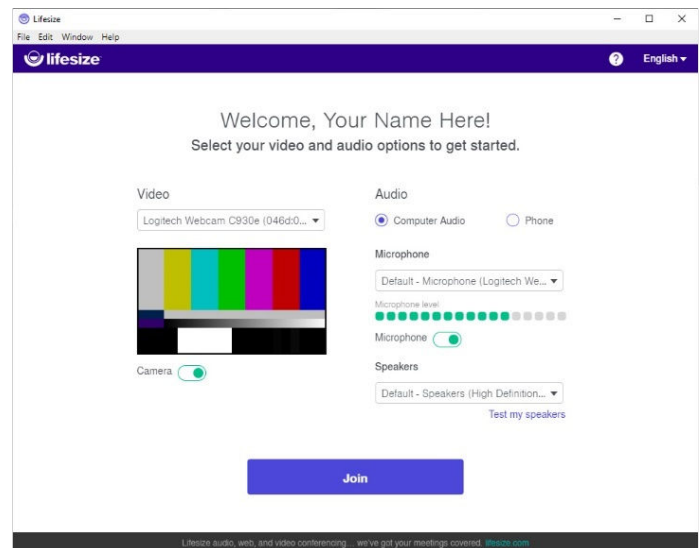 Lifesize
File Edit Window Help
lifesize
English
Welcome, Your Name Here!
Select your video and audio options to get started.
Video
Logitech Webcam C930e (046d:0...
Camera
Audio
Computer Audio
Phone
Microphone
Default - Microphone (Logitech We...
Microphone level
Microphone
Speakers
Default - Speakers (High Definition...
Test my speakers
Join
Lifesize audio, web, and video conferencing... we've got your meetings covered. lifesize.com